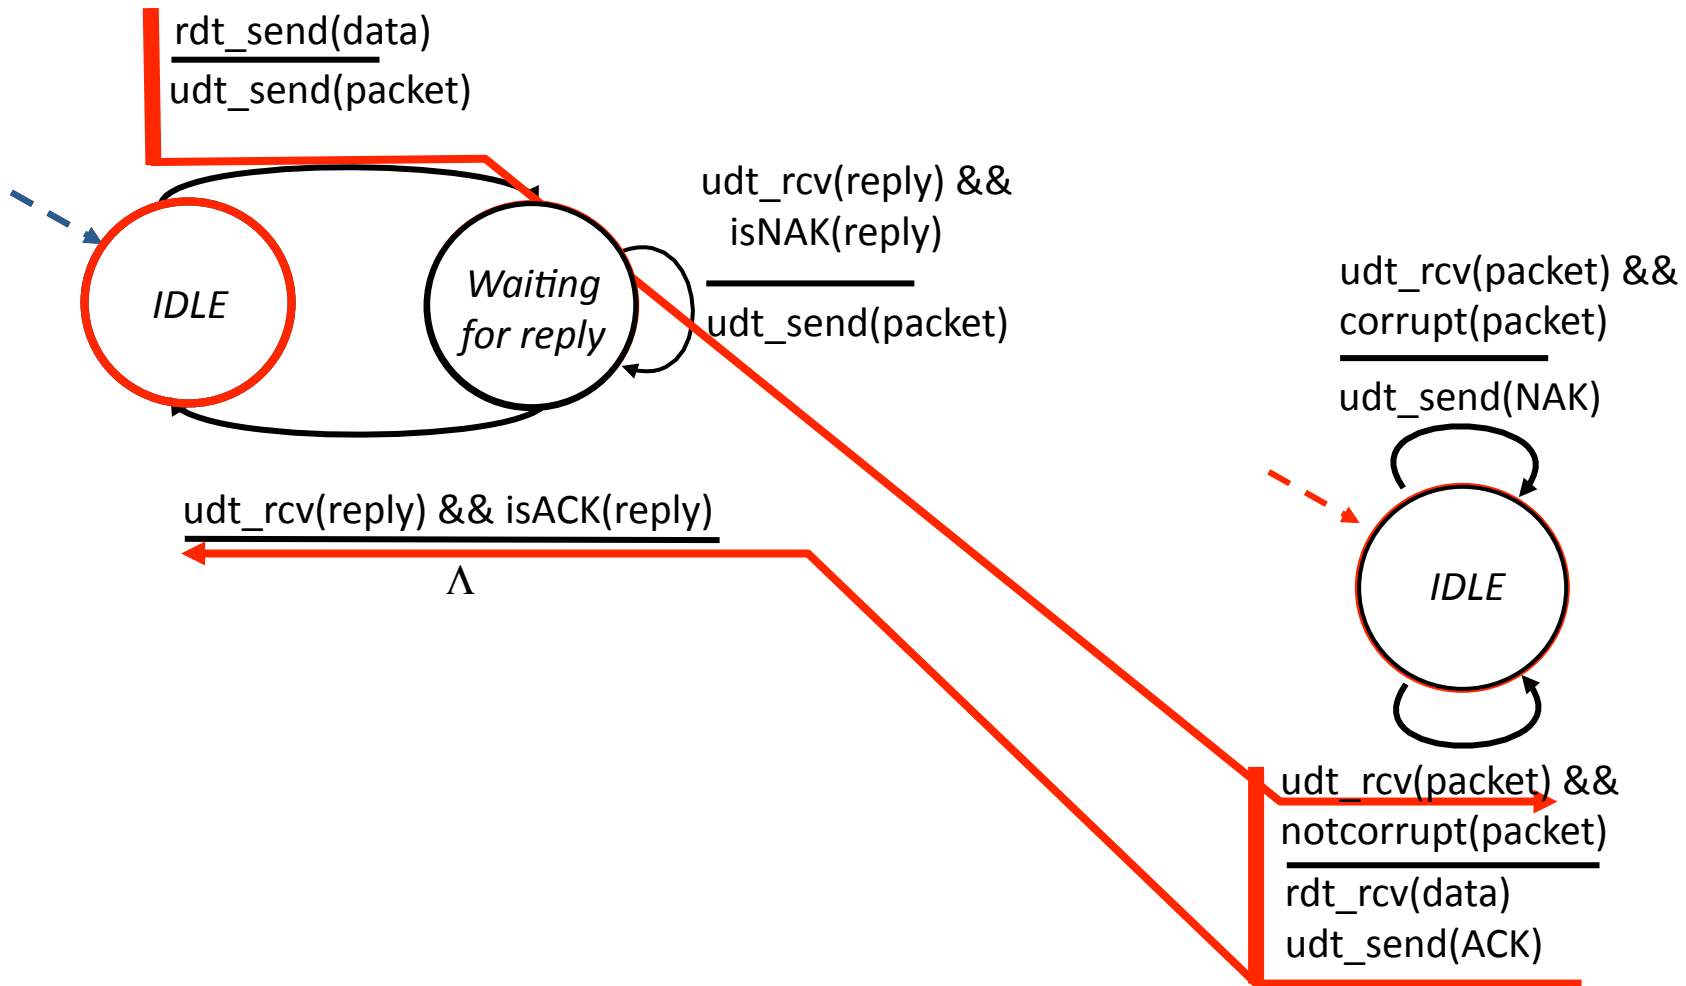 rdt_send(data)
udt_send(packet)
udt_rcv(reply) &&
isNAK(reply)
udt_send(packet)
IDLE
Waiting
for reply
udt_rcv(reply) && isACK(reply)
Λ
udt_rcv(packet) &&
corrupt(packet)
udt_send(NAK)
IDLE
udt_rcv(packet) &&
notcorrupt(packet)
rdt_rcv(data)
udt_send(ACK)